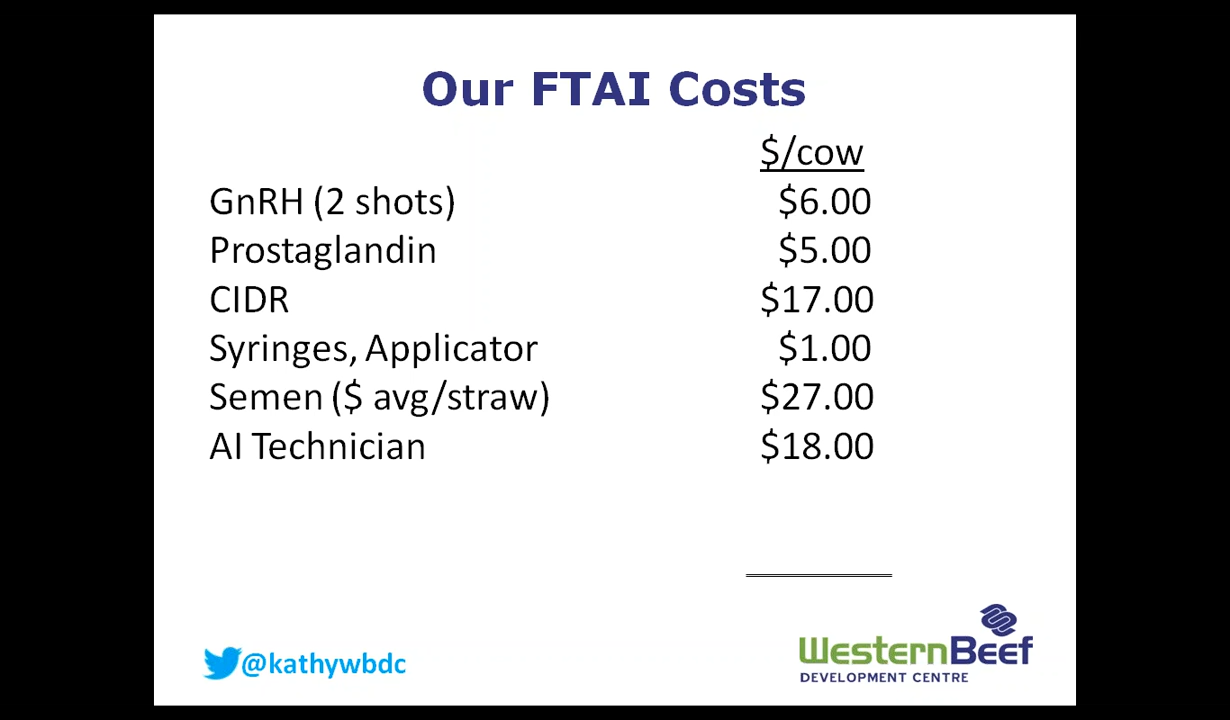 Our FTAI Costs
$/cow
GnRH (2 shots) $6.00
Prostaglandin $5.00
CIDR $17.00
Syringes, Applicator $1.00
Semen ($ avg/straw) $27.00
AI Technician $18.00
@kathywbdc
WesternBeef
DEVELOPMENT CENTRE